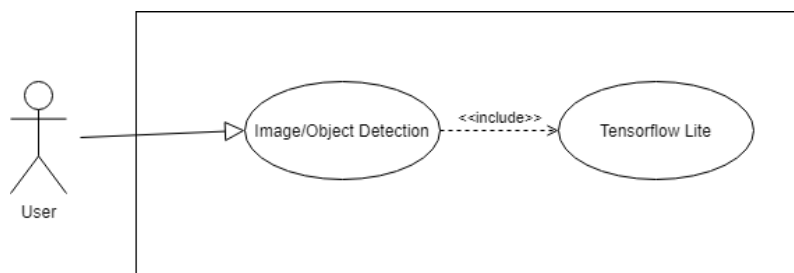 <<include>>
Image/Object Detection
Tensorflow Lite
User